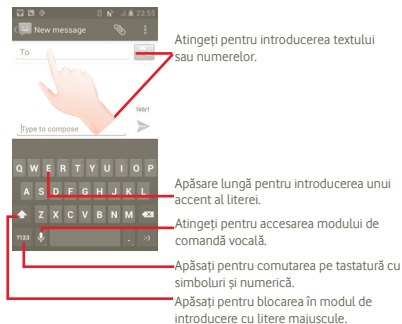 23:55
New message
To
160/1
Type to compose
Q W E R T Y U I O P
A S D F G H J K L
Z X C V B N M
?123
. :-)
Atingeți pentru introducerea textului
sau numerelor.
Apăsare lungă pentru introducerea unui
accent al literei.
Atingeți pentru accesarea modului de
comandă vocală.
Apăsați pentru comutarea pe tastatură cu
simboluri și numerică.
Apăsați pentru blocarea în modul de
introducere cu litere majuscule.